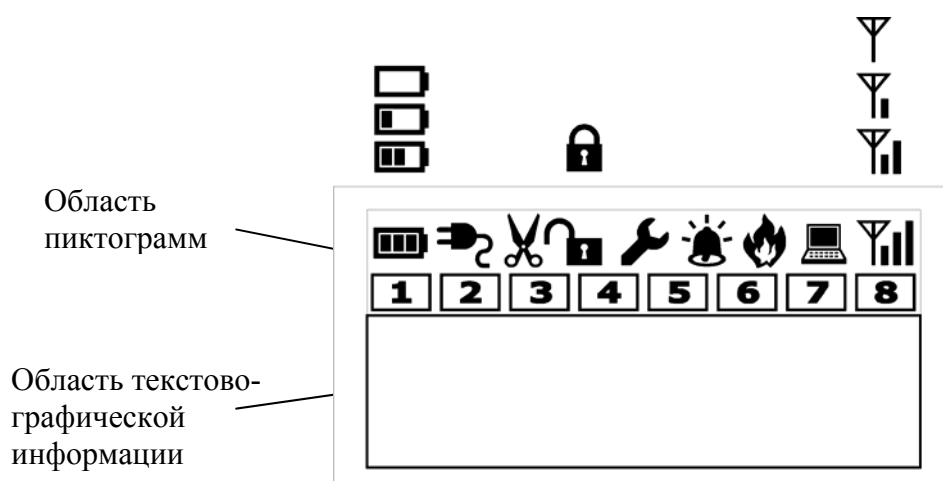 Область
пиктограмм
1 2 3 4 5 6 7 8
Область текстово-
графической
информации